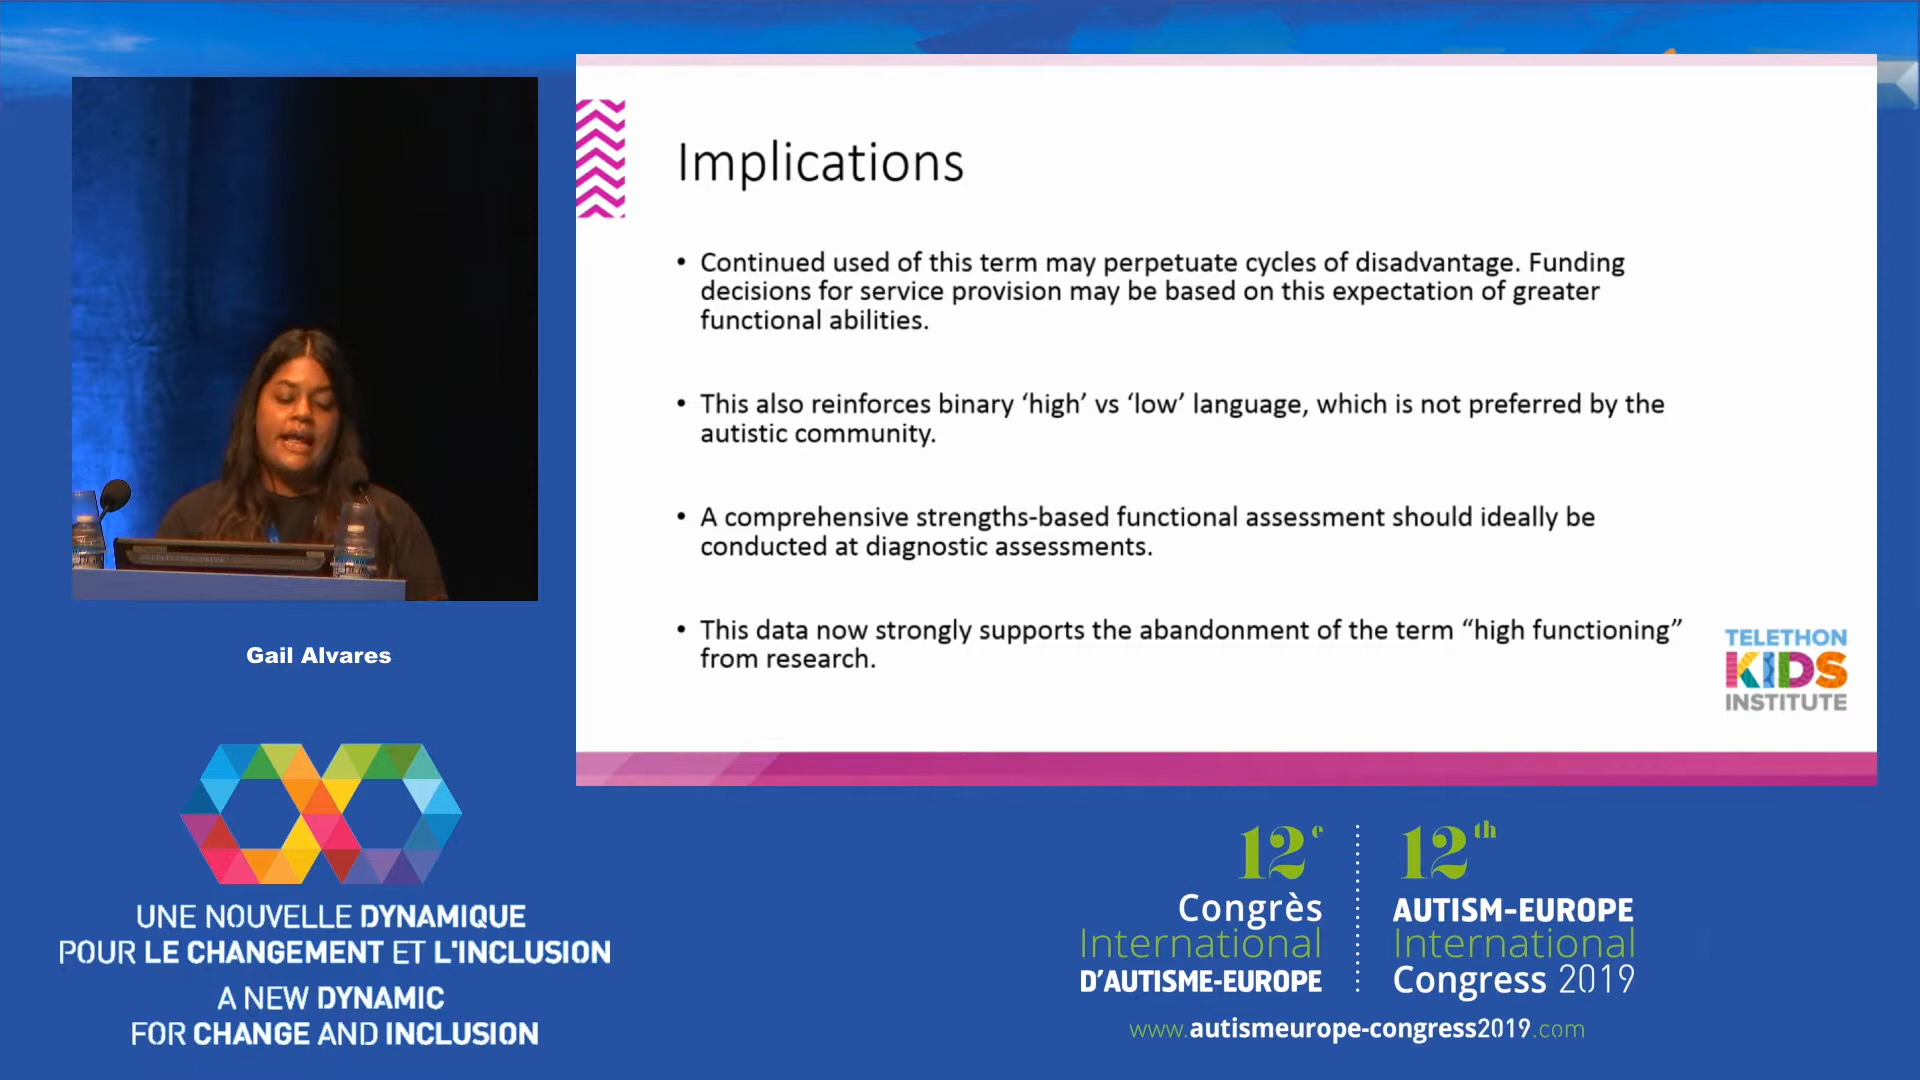 Implications
• Continued used of this term may perpetuate cycles of disadvantage. Funding
decisions for service provision may be based on this expectation of greater
functional abilities.
• This also reinforces binary ‘high’ vs ‘low’ language, which is not preferred by the
autistic community.
• A comprehensive strengths-based functional assessment should ideally be
conducted at diagnostic assessments.
• This data now strongly supports the abandonment of the term “high functioning”
from research.
TELETHON
KIDS
INSTITUTE
Gail Alvares
UNE NOUVELLE DYNAMIQUE
POUR LE CHANGEMENT ET L'INCLUSION
A NEW DYNAMIC
FOR CHANGE AND INCLUSION
12e
Congrès
International
D'AUTISME-EUROPE
12th
AUTISM-EUROPE
International
Congress 2019
www.autismeurope-congress2019.com